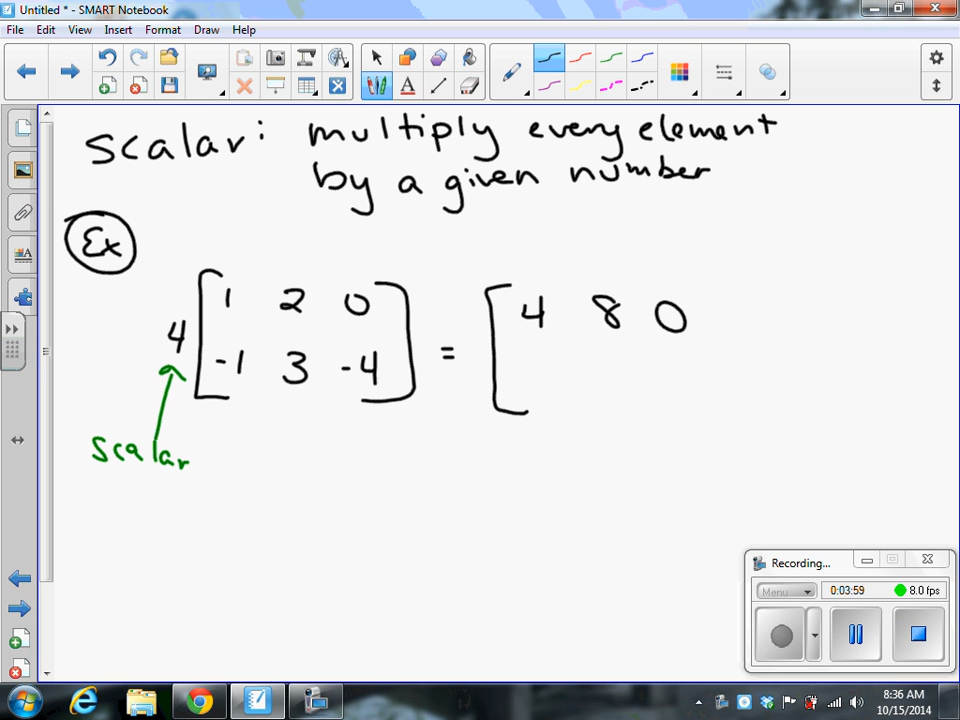 Untitled * - SMART Notebook
File Edit View Insert Format Draw Help
scalar: multiply every element
by a given number
Ex
1 2 0
4 8 0
4
=
-1 3 -4
scalar
Recording...
Menu
0:03:59
8.0 fps
8:36 AM
10/15/2014